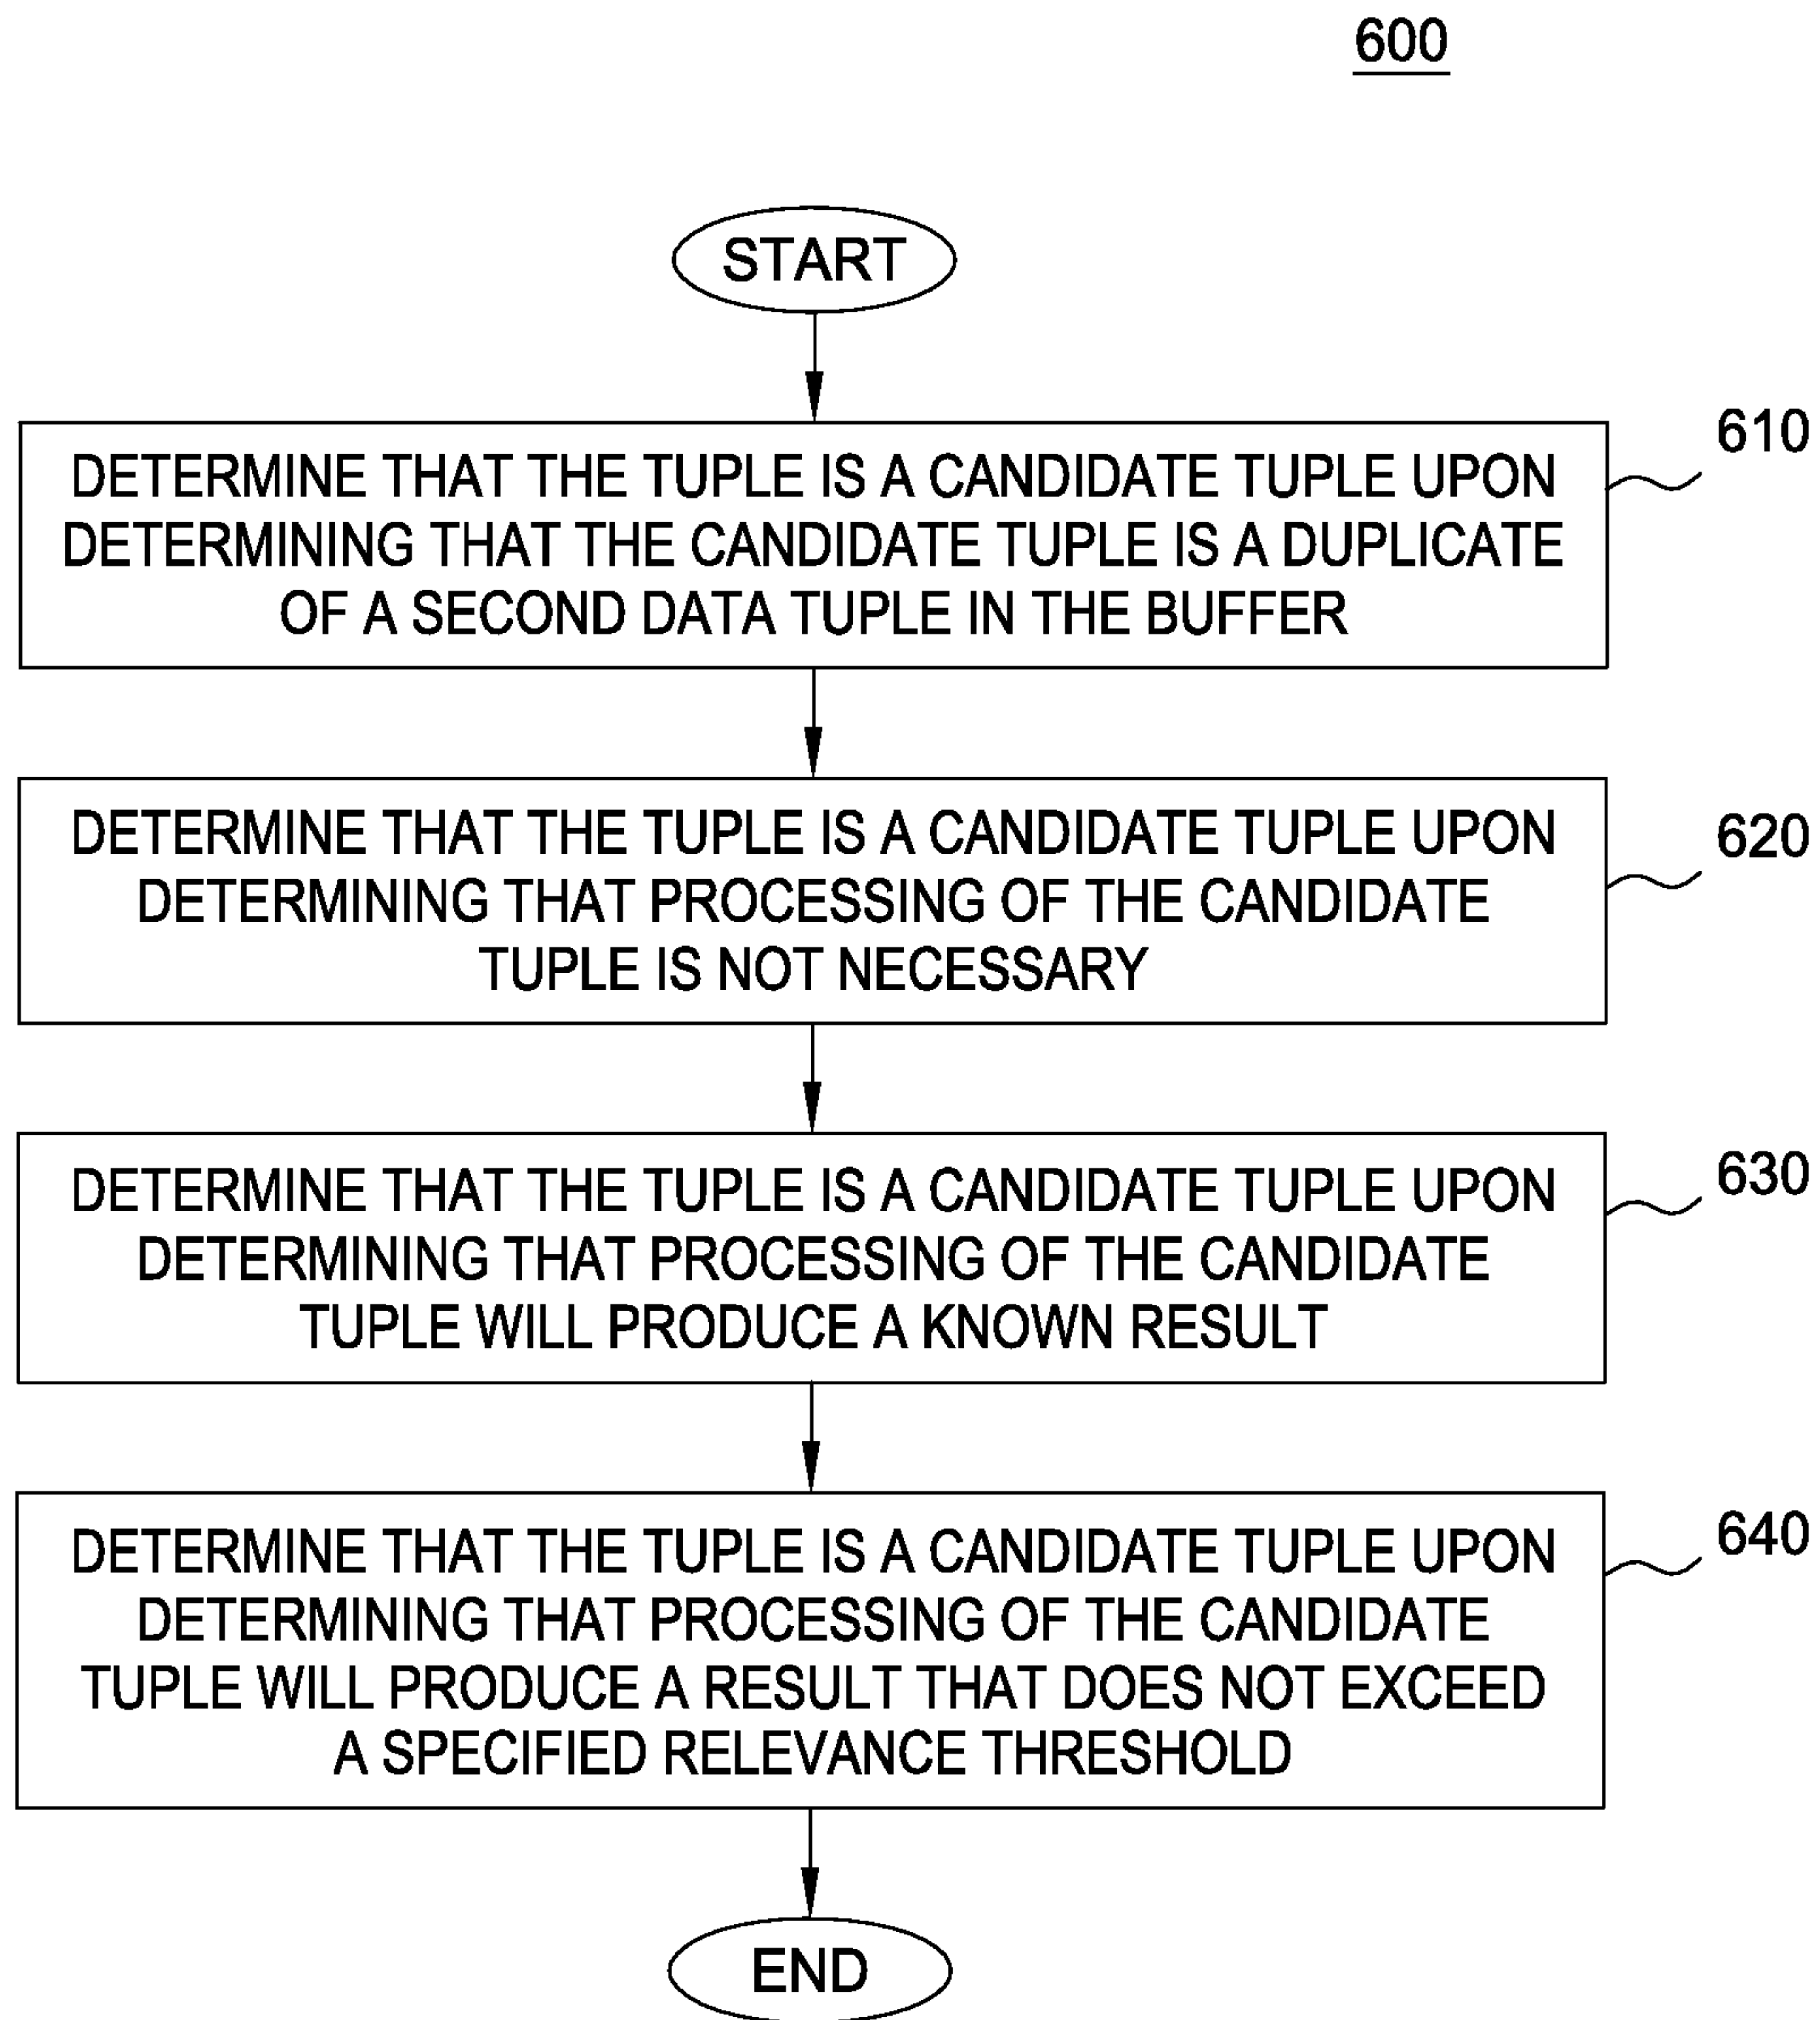 600
START
DETERMINE THAT THE TUPLE IS A CANDIDATE TUPLE UPON
DETERMINING THAT THE CANDIDATE TUPLE IS A DUPLICATE
OF A SECOND DATA TUPLE IN THE BUFFER
610
DETERMINE THAT THE TUPLE IS A CANDIDATE TUPLE UPON
DETERMINING THAT PROCESSING OF THE CANDIDATE
TUPLE IS NOT NECESSARY
620
DETERMINE THAT THE TUPLE IS A CANDIDATE TUPLE UPON
DETERMINING THAT PROCESSING OF THE CANDIDATE
TUPLE WILL PRODUCE A KNOWN RESULT
630
DETERMINE THAT THE TUPLE IS A CANDIDATE TUPLE UPON
DETERMINING THAT PROCESSING OF THE CANDIDATE
TUPLE WILL PRODUCE A RESULT THAT DOES NOT EXCEED
A SPECIFIED RELEVANCE THRESHOLD
640
END